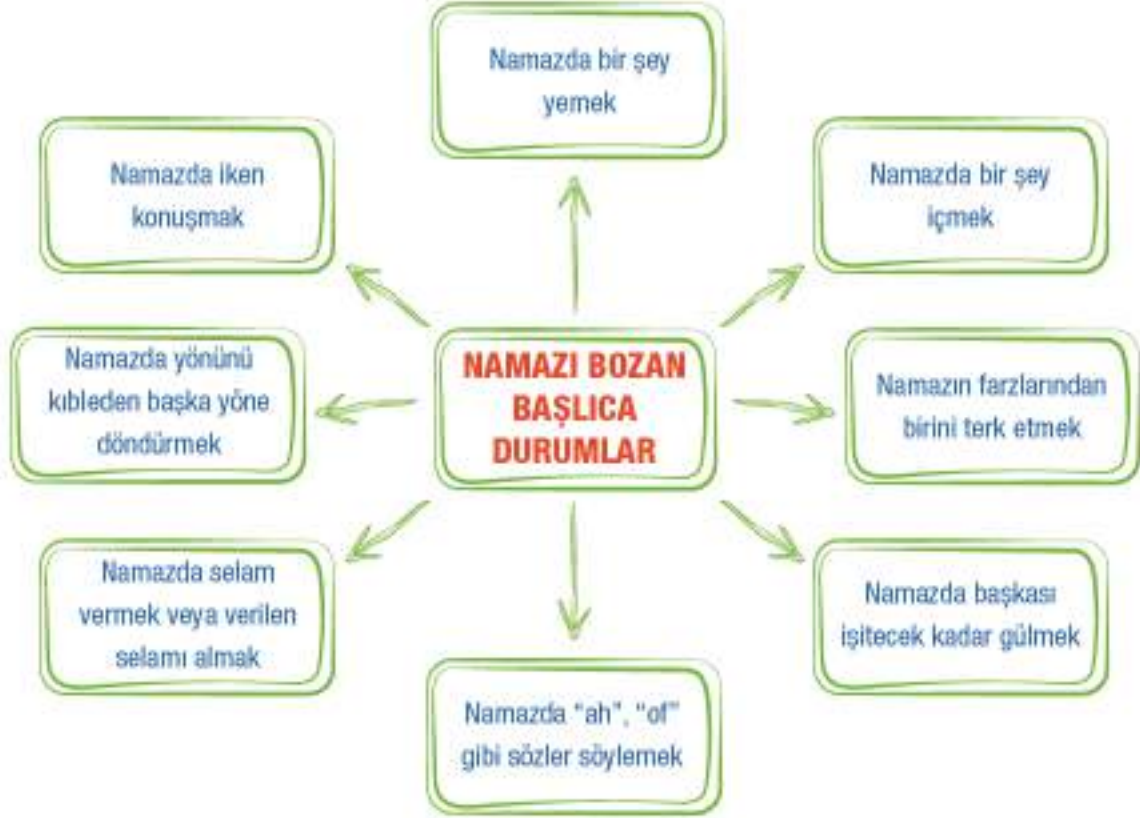 Namazda bir şey
yemek
Namazda iken
konuşmak
Namazda bir şey
içmek
NAMAZI BOZAN
BAŞLICA
DURUMLAR
Namazda yönünü
kıbleden başka yöne
döndürmek
Namazın farzlarından
birini terk etmek
Namazda selam
vermek veya verilen
selamı almak
Namazda başkası
işitecek kadar gülmek
Namazda “ah”, “of”
gibi sözler söylemek